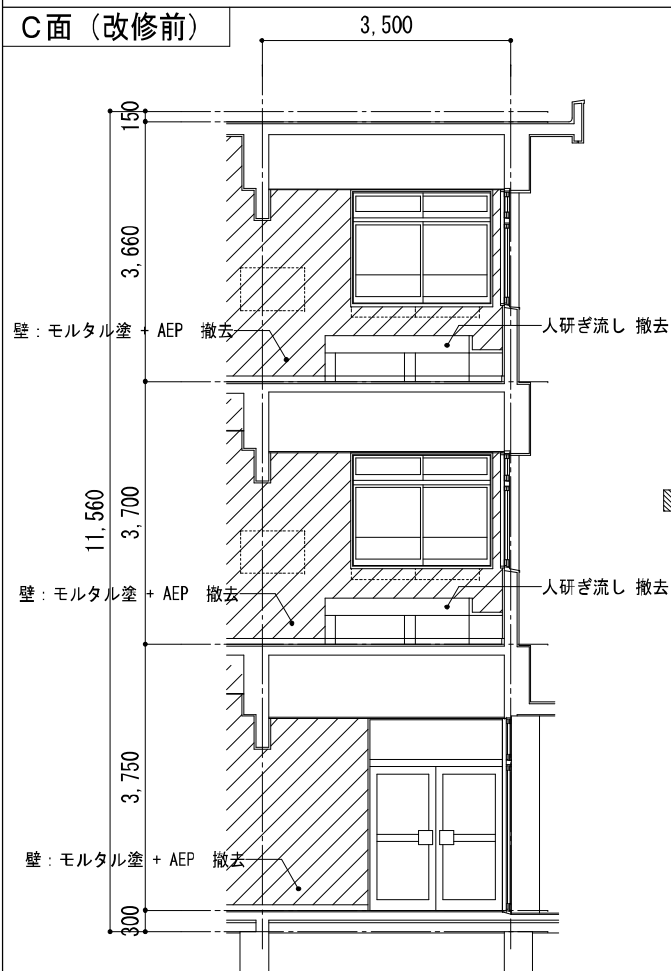 C面（改修前）
3,500
150
3,660
壁：モルタル塗 + AEP 撤去
人研ぎ流し 撤去
11,560
3,700
壁：モルタル塗 + AEP 撤去
人研ぎ流し 撤去
3,750
壁：モルタル塗 + AEP 撤去
300